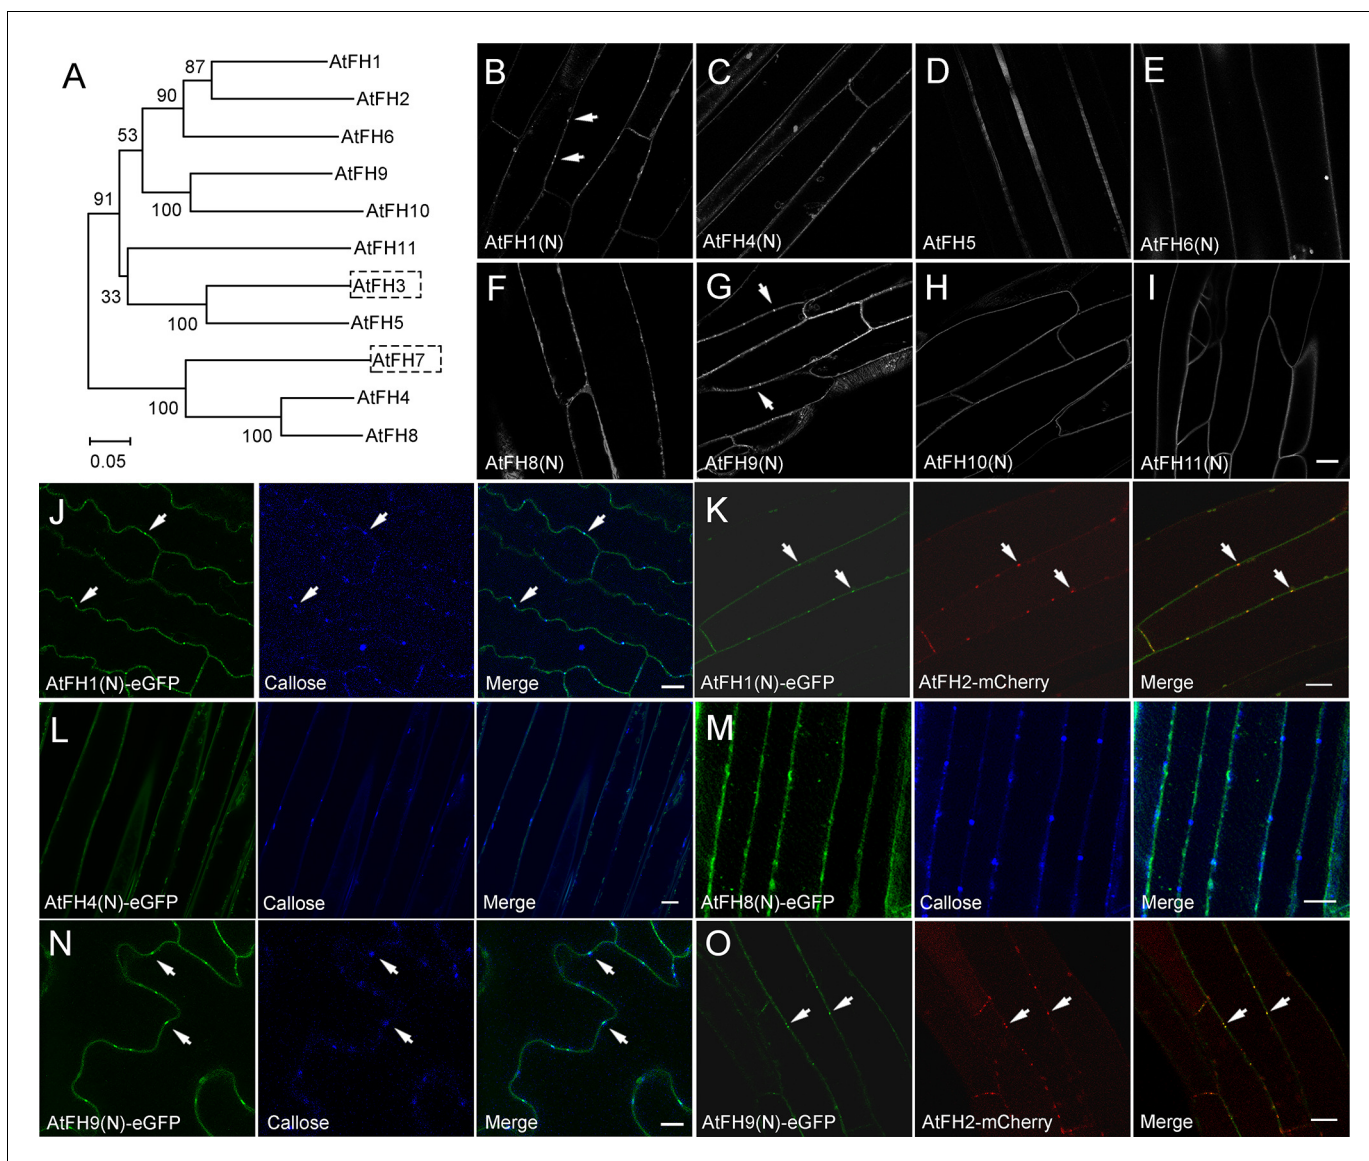 A
87
AtFH1
90
AtFH2
53
AtFH6
91
AtFH9
100
AtFH10
AtFH11
33
AtFH3
100
AtFH5
AtFH7
100
AtFH4
100
AtFH8
0.05
B
AtFH1(N)
C
AtFH4(N)
D
AtFH5
E
AtFH6(N)
F
AtFH8(N)
G
AtFH9(N)
H
AtFH10(N)
I
AtFH11(N)
J
AtFH1(N)-eGFP
Callose
Merge
K
AtFH1(N)-eGFP
AtFH2-mCherry
Merge
L
AtFH4(N)-eGFP
Callose
Merge
M
AtFH8(N)-eGFP
Callose
Merge
N
AtFH9(N)-eGFP
Callose
Merge
O
AtFH9(N)-eGFP
AtFH2-mCherry
Merge